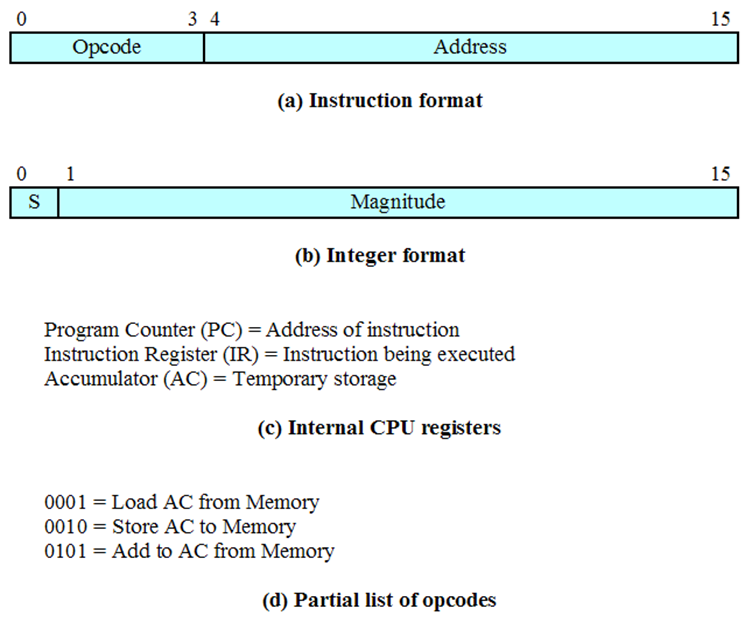 0 3 4 15
Opcode Address
(a) Instruction format
0 1 15
S Magnitude
(b) Integer format
Program Counter (PC) = Address of instruction
Instruction Register (IR) = Instruction being executed
Accumulator (AC) = Temporary storage
(c) Internal CPU registers
0001 = Load AC from Memory
0010 = Store AC to Memory
0101 = Add to AC from Memory
(d) Partial list of opcodes